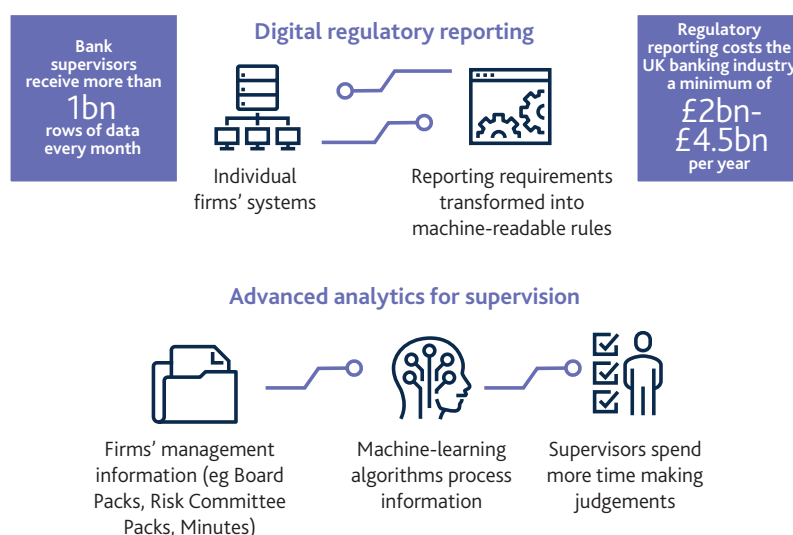 Bank
supervisors
receive more than
1bn
rows of data
every month
Digital regulatory reporting
Regulatory
reporting costs the
UK banking industry
a minimum of
£2bn-
£4.5bn
per year
Individual
firms' systems
Reporting requirements
transformed into
machine-readable rules
Advanced analytics for supervision
Firms' management
information (eg Board
Packs, Risk Committee
Packs, Minutes)
Machine-learning
algorithms process
information
Supervisors spend
more time making
judgements